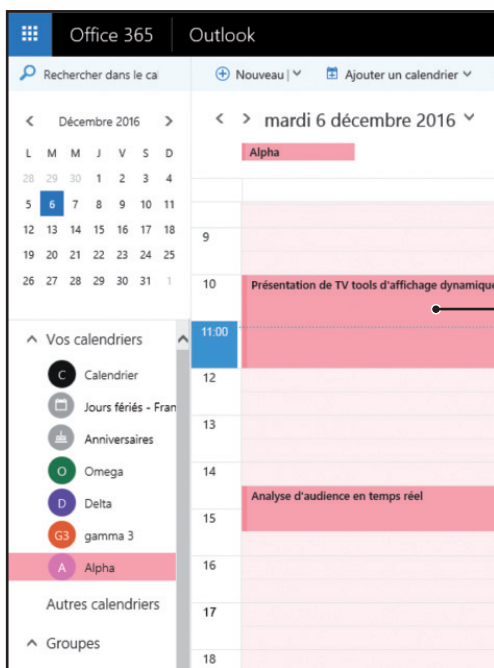 Office 365 Outlook
Rechercher dans le ca
Nouveau | Ajouter un calendrier
Décembre 2016
L M M J V S D
28 29 30 1 2 3 4
5 6 7 8 9 10 11
12 13 14 15 16 17 18
19 20 21 22 23 24 25
26 27 28 29 30 31 1
Vos calendriers
C Calendrier
Jours fériés - Fran
Anniversaires
O Omega
D Delta
G3 gamma 3
A Alpha
Autres calendriers
Groupes
mardi 6 décembre 2016
Alpha
9
10 Présentation de TV tools d'affichage dynamique
11:00
12
13
14
Analyse d'audience en temps réel
15
16
17
18